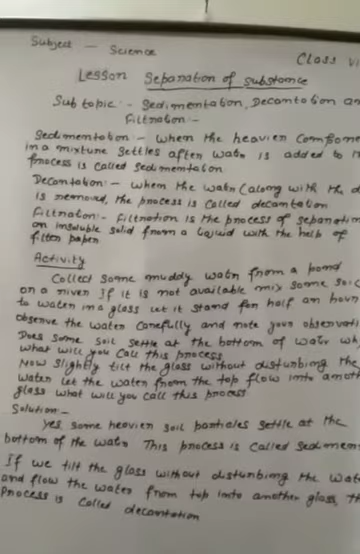 Subject - Science
Class VI
Lesson Separation of substance
Sub topic :- Sedimentation, Decantation an
Filtration :-
Sedimentation :- When the heavier compone
in a mixture settles after water is added to it
process is called sedimentation
Decantation :- when the water (along with the d
is removed, the process is called decantation
Filtration :- Filtration is the process of separation
an insoluble solid from a liquid with the help of
filter paper
Activity
Collect some muddy water from a pond
on a river If it is not available mix some soil
to water in a glass Let it stand for half an hour
observe the water carefully and note your observati
Does some soil settle at the bottom of water wh
what will you call this process
Now slightly tilt the glass without disturbing the
water let the water from the top flow into anoth
glass what will you call this process
Solution -
yes some heavier soil particles settle at the
bottom of the water This process is called sedimen
If we tilt the glass without disturbing the wate
and flow the water from top into another glass, th
Process is called decantation